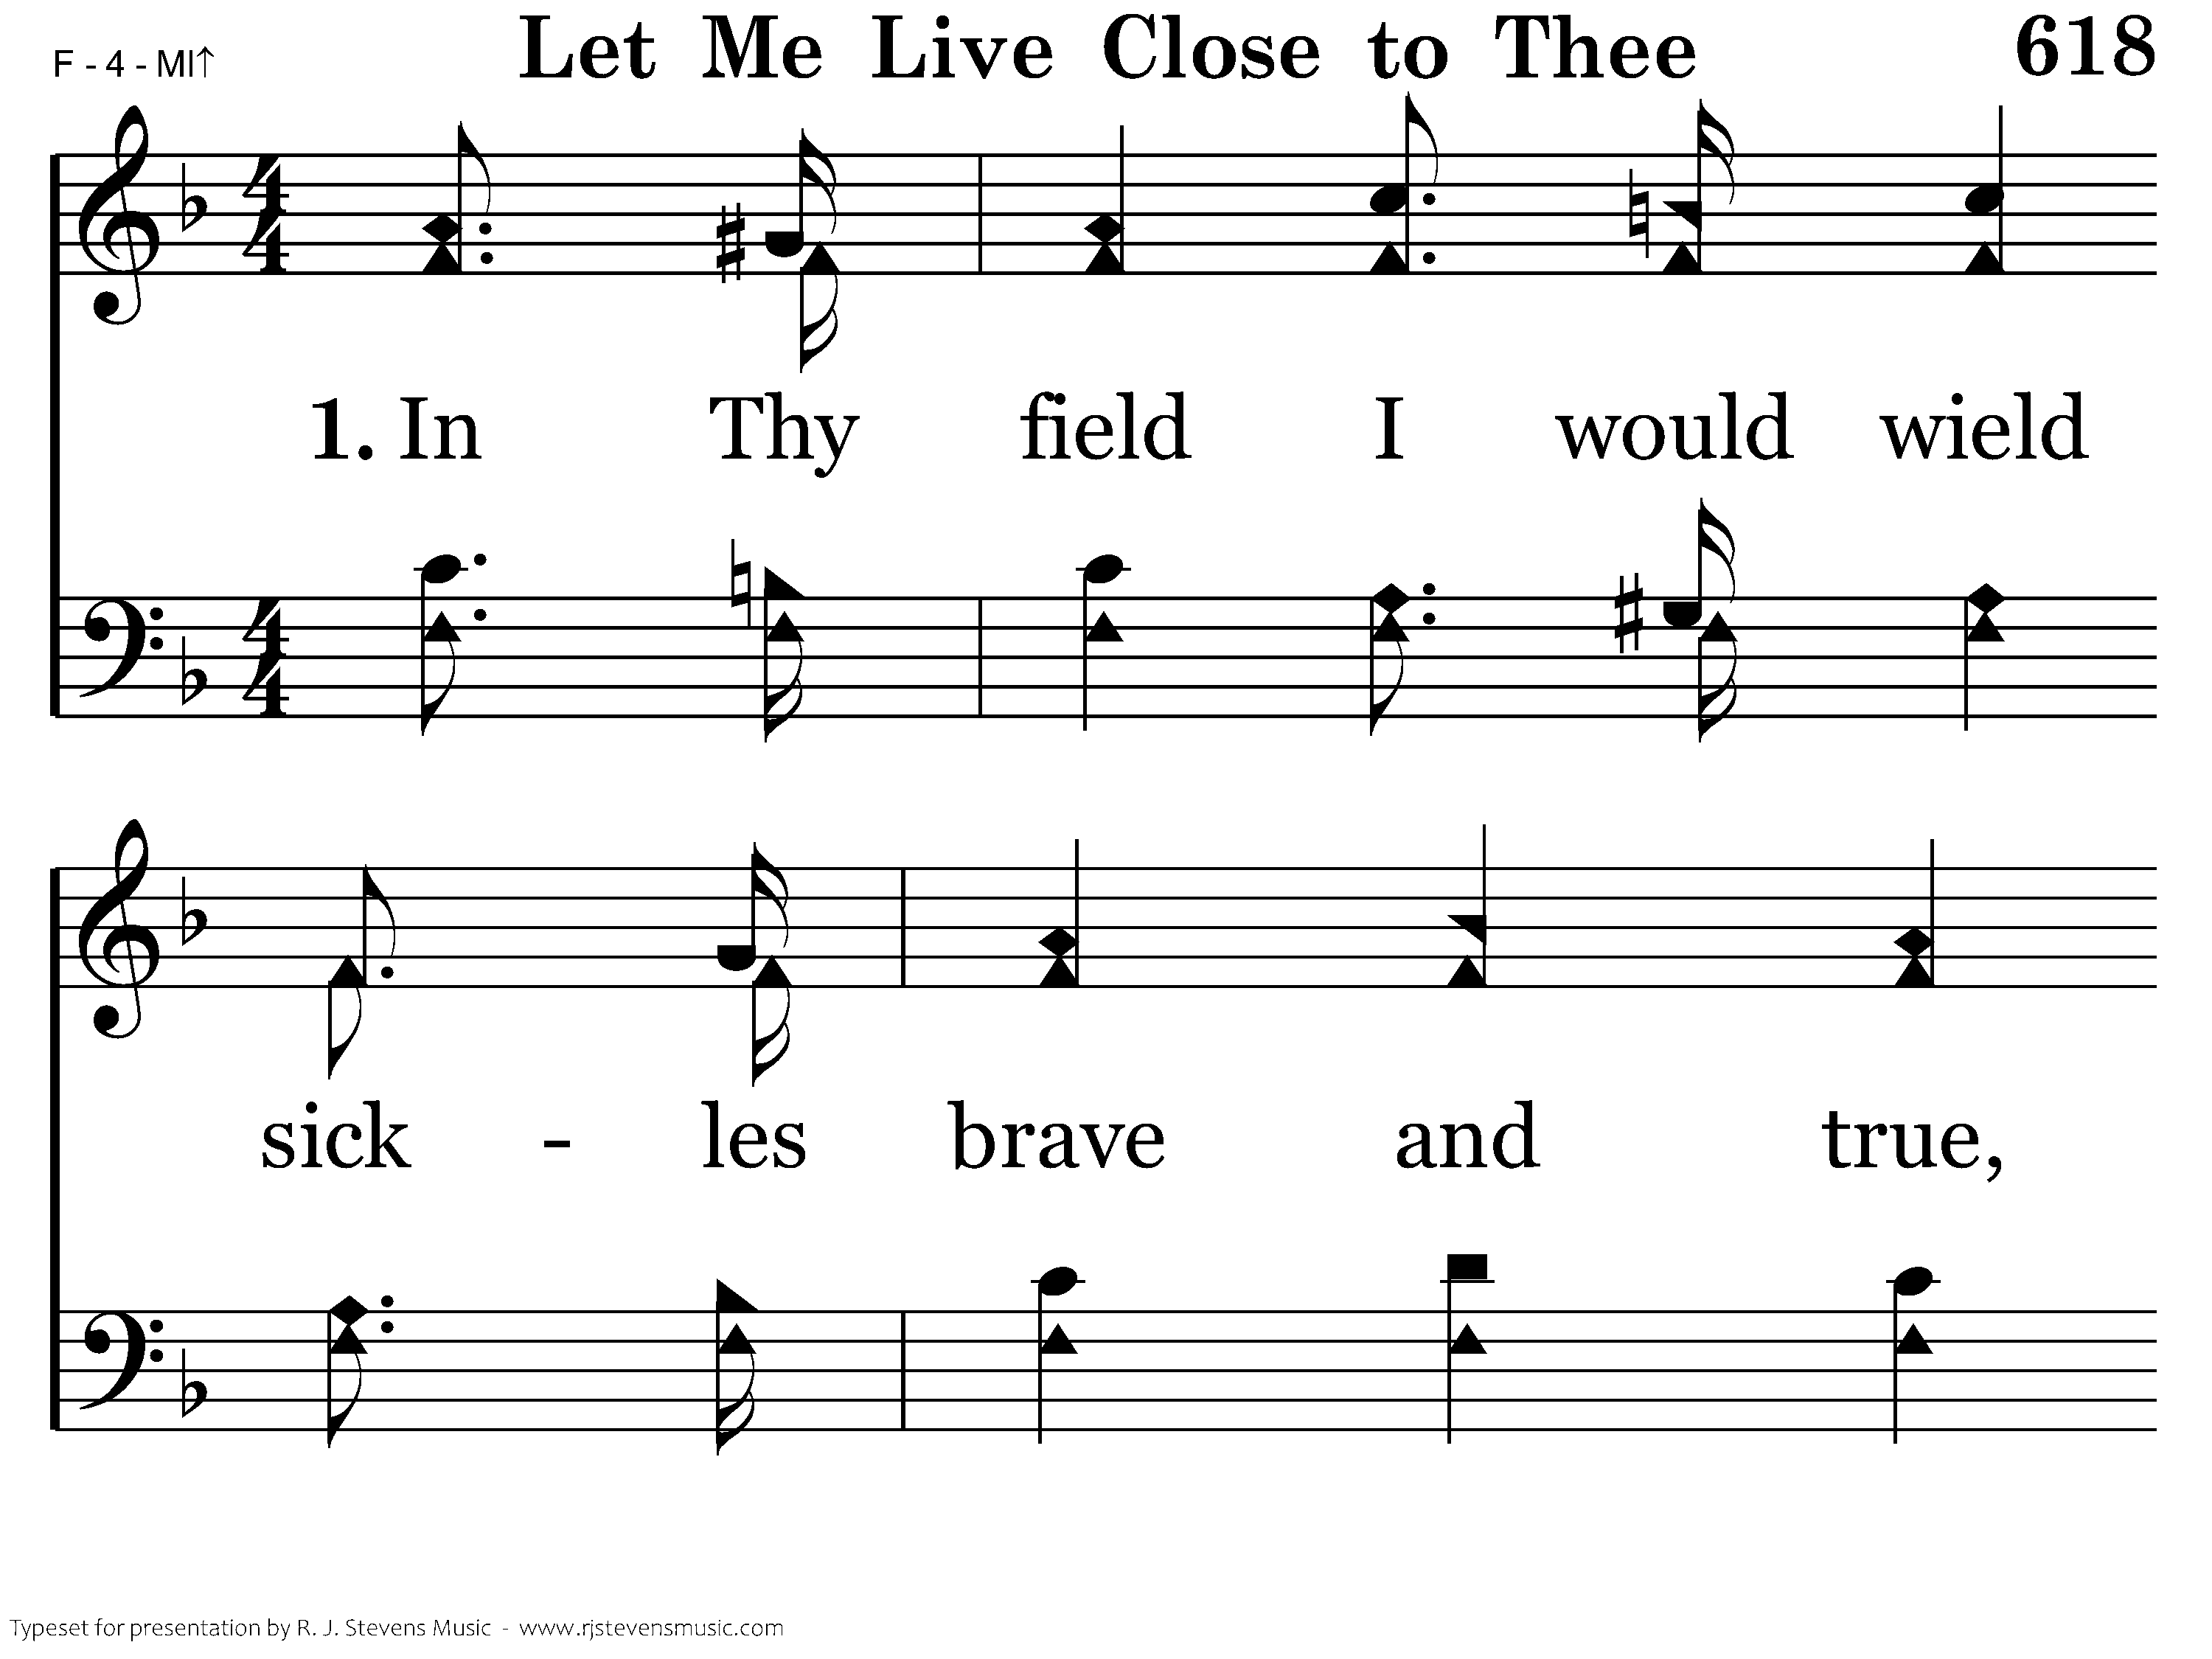 F - 4 - MI↑ Let Me Live Close to Thee 618
1. In Thy field I would wield
sick - les brave and true,
Typeset for presentation by R. J. Stevens Music - www.rjstevensmusic.com